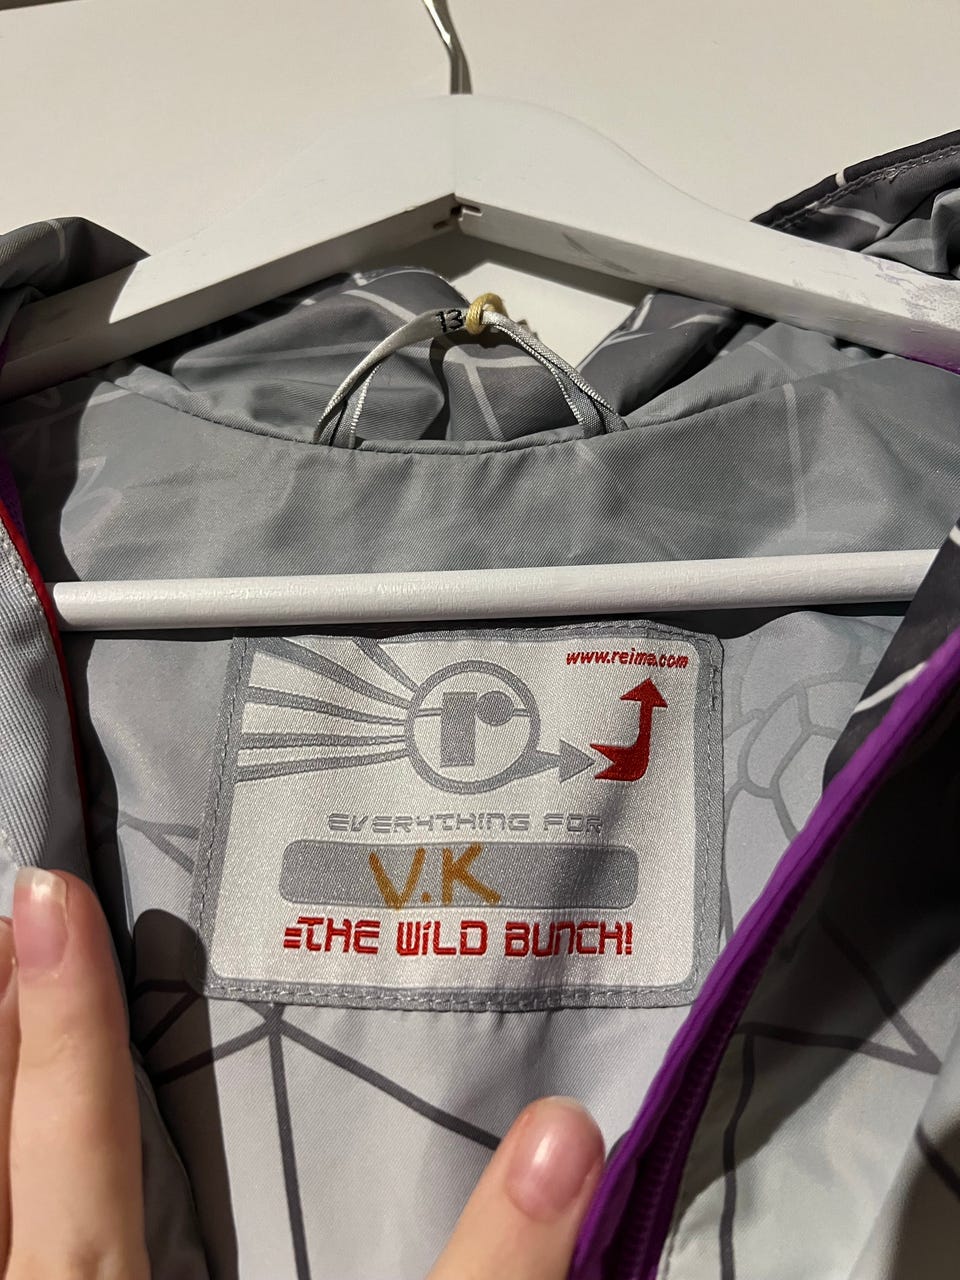 13
www.reima.com
r
EVERYTHING FOR
V.K
THE WILD BUNCH!